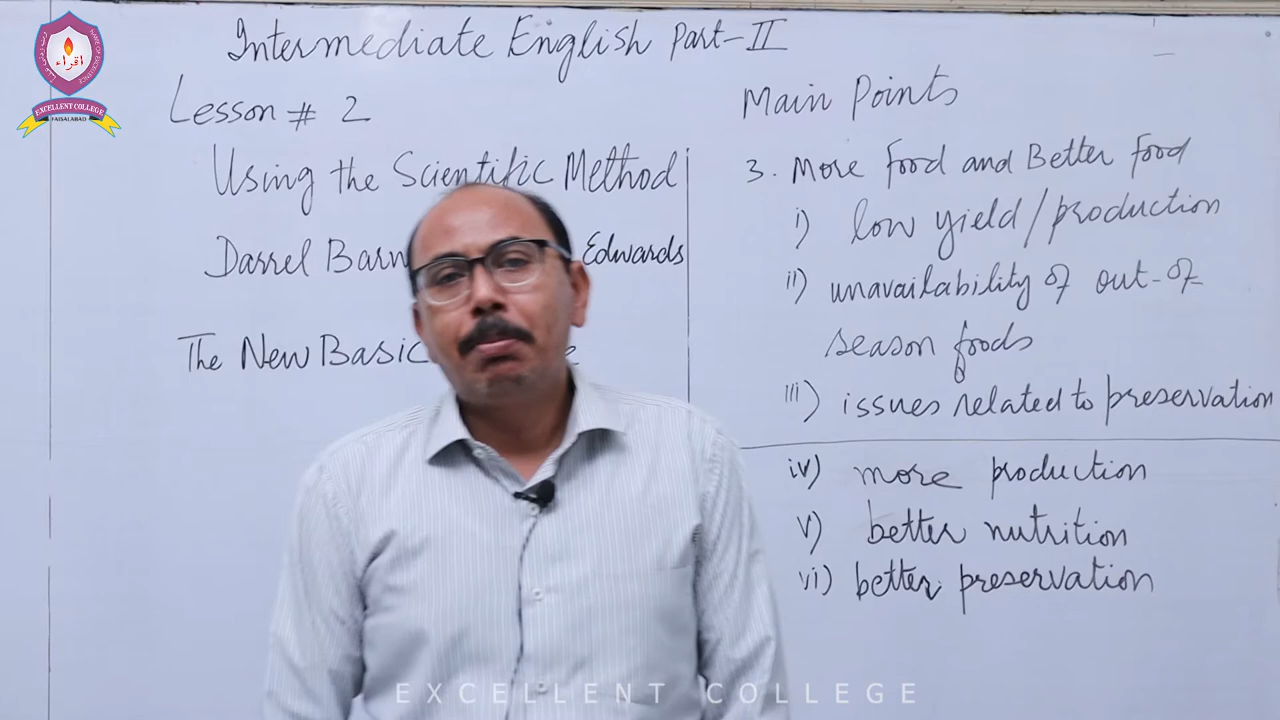 Intermediate English Part-II
Lesson # 2
Using the Scientific Method
Darrel Barn Edwards
The New Basic
Main Points
3. More food and Better food
i) low yield/production
ii) unavailability of out-of
season foods
iii) issues related to preservation
iv) more production
v) better nutrition
vi) better preservation
اقراء
EXCELLENT COLLEGE
FAISALABAD
EXCELLENT COLLEGE